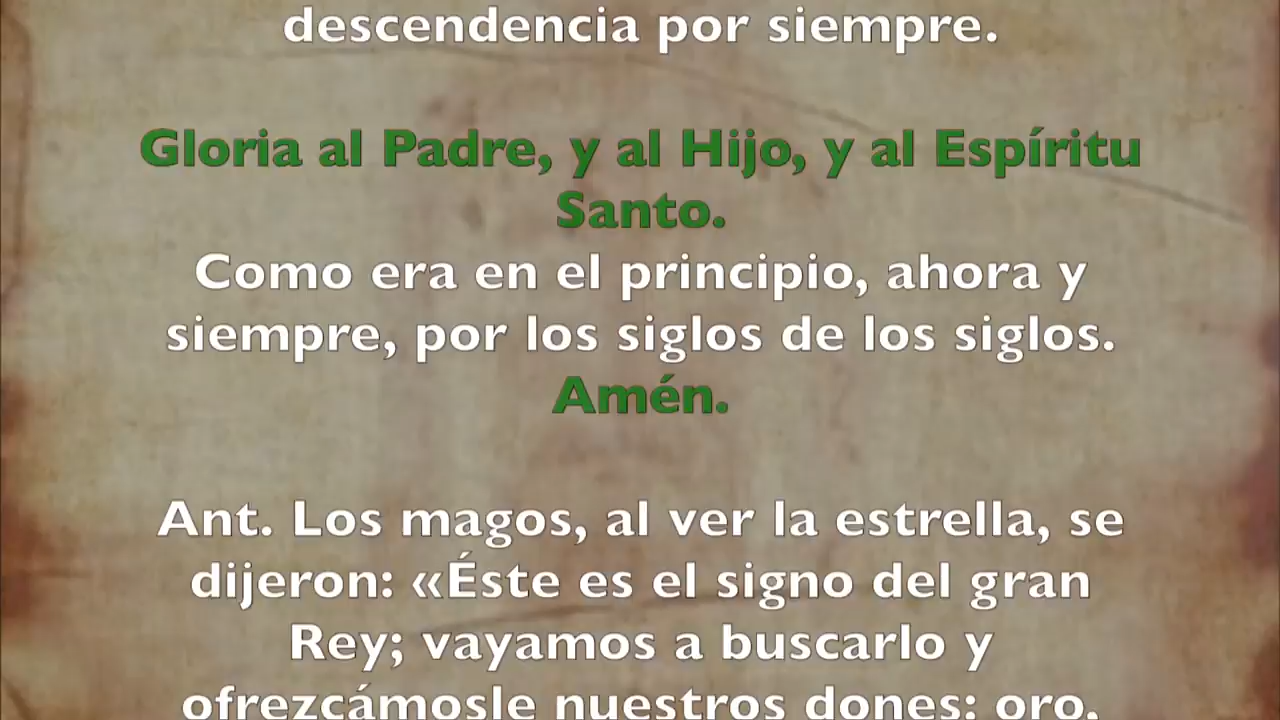 descendencia por siempre.
Gloria al Padre, y al Hijo, y al Espíritu
Santo.
Como era en el principio, ahora y
siempre, por los siglos de los siglos.
Amén.
Ant. Los magos, al ver la estrella, se
dijeron: «Éste es el signo del gran
Rey; vayamos a buscarlo y
ofrezcámosle nuestros dones: oro,